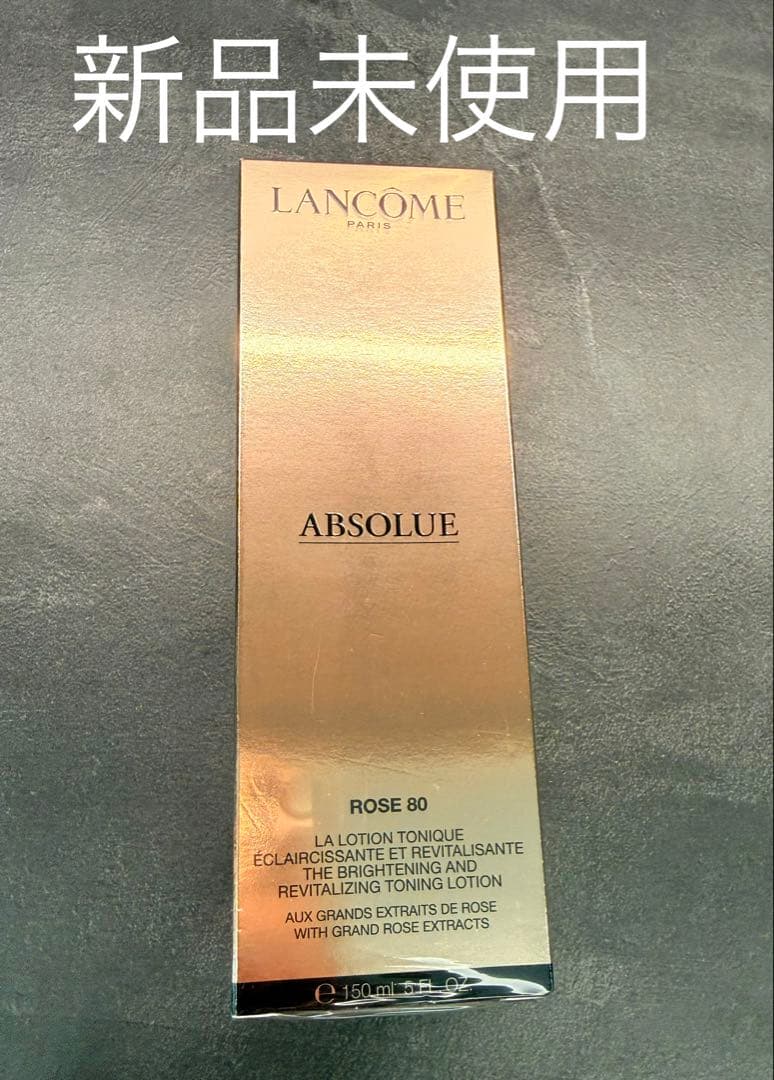 新品未使用
LANCÔME
PARIS
ABSOLUE
ROSE 80
LA LOTION TONIQUE
ÉCLAIRCISSANTE ET REVITALISANTE
THE BRIGHTENING AND
REVITALIZING TONING LOTION
AUX GRANDS EXTRAITS DE ROSE
WITH GRAND ROSE EXTRACTS
℮ 150 ml 5 FL. OZ.